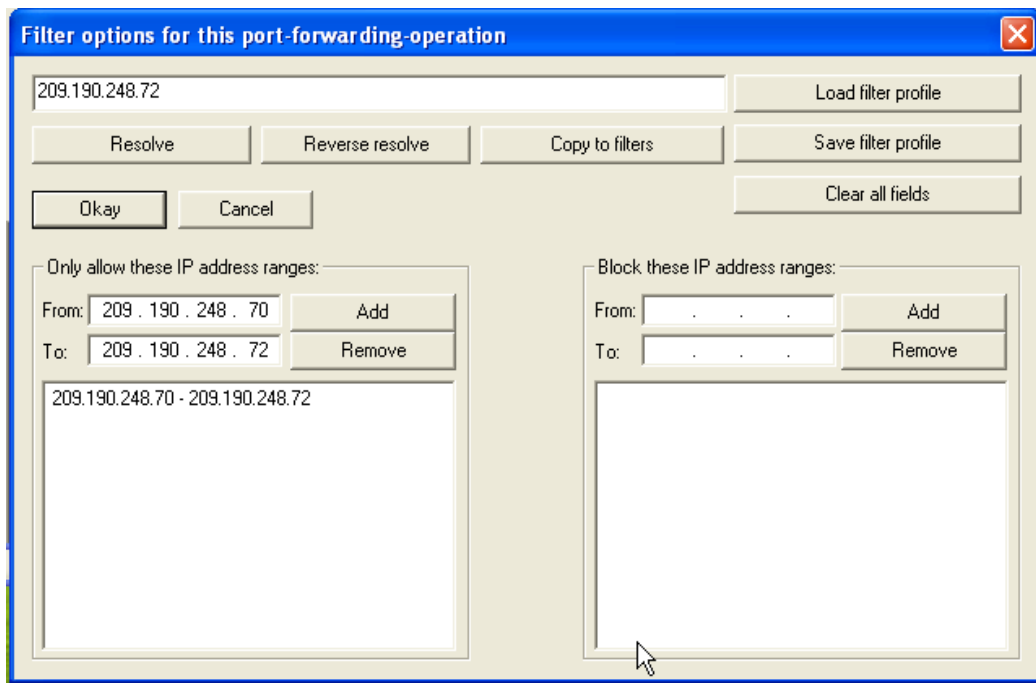 Filter options for this port-forwarding-operation
209.190.248.72
Load filter profile
Resolve
Reverse resolve
Copy to filters
Save filter profile
Clear all fields
Okay
Cancel
Only allow these IP address ranges:
From: 209 . 190 . 248 . 70
Add
To: 209 . 190 . 248 . 72
Remove
209.190.248.70 - 209.190.248.72
Block these IP address ranges:
From: . . .
Add
To: . . .
Remove